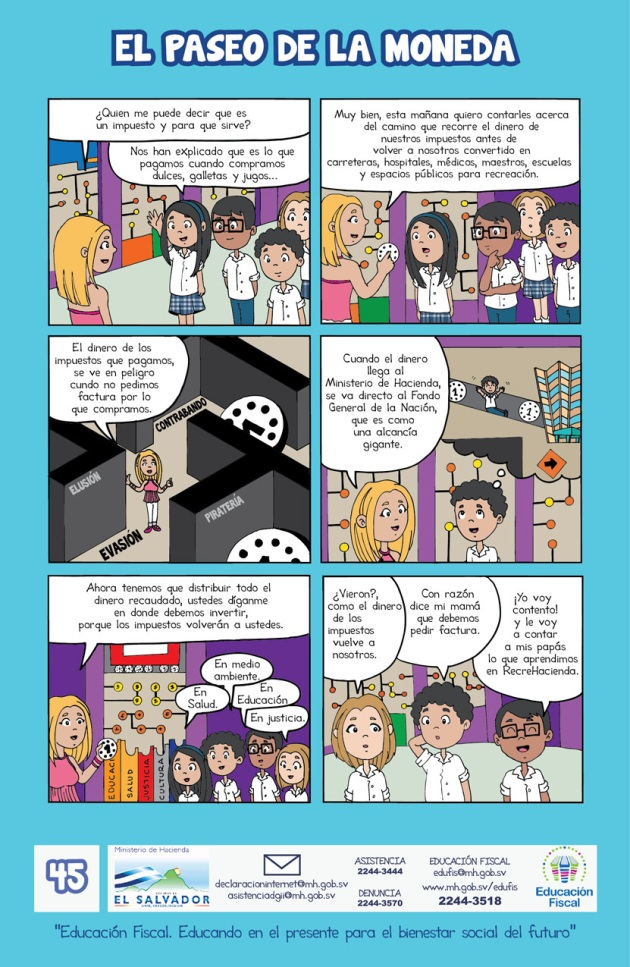 EL PASEO DE LA MONEDA
¿Quien me puede decir que es
un impuesto y para que sirve?
Nos han explicado que es lo que
pagamos cuando compramos
dulces, galletas y jugos...
Muy bien, esta mañana quiero contarles acerca
del camino que recorre el dinero de
nuestros impuestos antes de
volver a nosotros convertido en
carreteras, hospitales, médicos, maestros, escuelas
y espacios públicos para recreación.
El dinero de los
impuestos que pagamos,
se ve en peligro
cundo no pedimos
factura por lo
que compramos.
CONTRABANDO
ELUSIÓN
PIRATERÍA
EVASIÓN
Cuando el dinero
llega al
Ministerio de Hacienda,
se va directo al Fondo
General de la Nación,
que es como
una alcancía
gigante.
Ahora tenemos que distribuir todo el
dinero recaudado, ustedes díganme
en donde debemos invertir,
porque los impuestos volverán a ustedes.
En medio
ambiente.
En
Salud.
En
Educación
En justicia.
EDUCAC
SALUD
JUSTICIA
CULTURA
¿Vieron?,
como el dinero
de los
impuestos
vuelve a
nosotros.
Con razón
dice mi mamá
que debemos
pedir factura.
¡Yo voy
contento!
y le voy
a contar
a mis papás
lo que aprendimos
en RecreHacienda.
45
Ministerio de Hacienda
EL SALVADOR
declaracioninternet@mh.gob.sv
asistenciadgii@mh.gob.sv
ASISTENCIA
2244-3444
DENUNCIA
2244-3570
EDUCACIÓN FISCAL
edufis@mh.gob.sv
www.mh.gob.sv/edufis
2244-3518
Educación
Fiscal
"Educación Fiscal. Educando en el presente para el bienestar social del futuro"